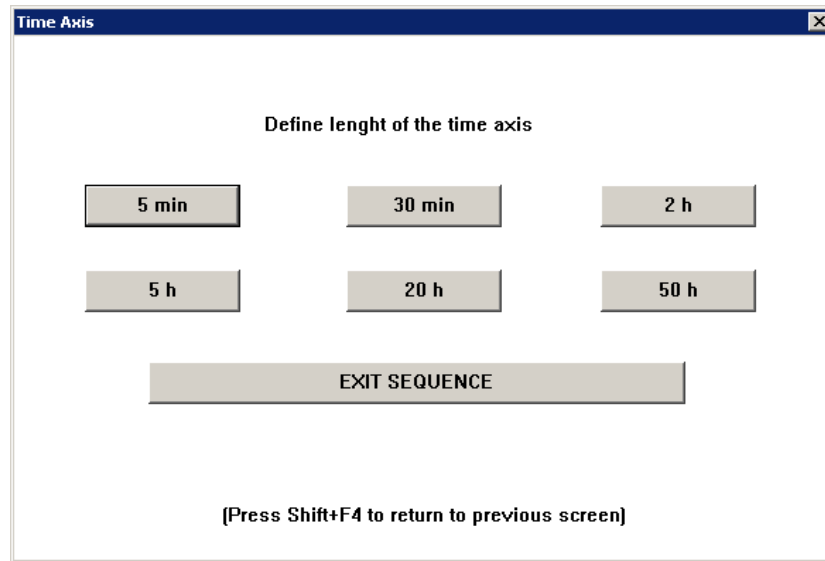 Time Axis
Define lenght of the time axis
5 min 30 min 2 h
5 h 20 h 50 h
EXIT SEQUENCE
(Press Shift+F4 to return to previous screen)